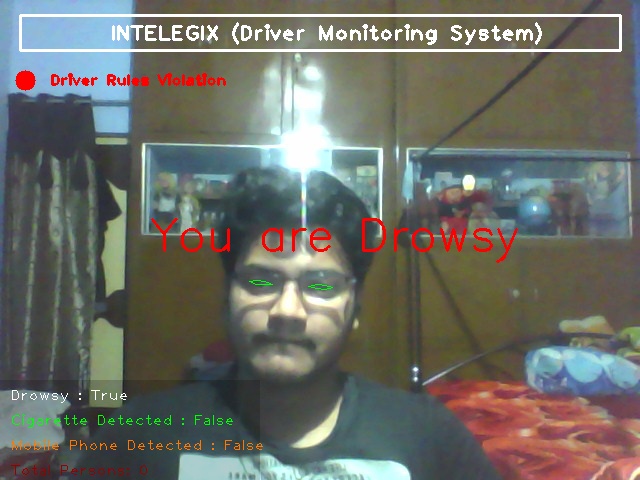 INTELEGIX (Driver Monitoring System)
Driver Rules Violation
You are Drowsy
Drowsy : True
Cigarette Detected : False
Mobile Phone Detected : False
Total Persons: 0